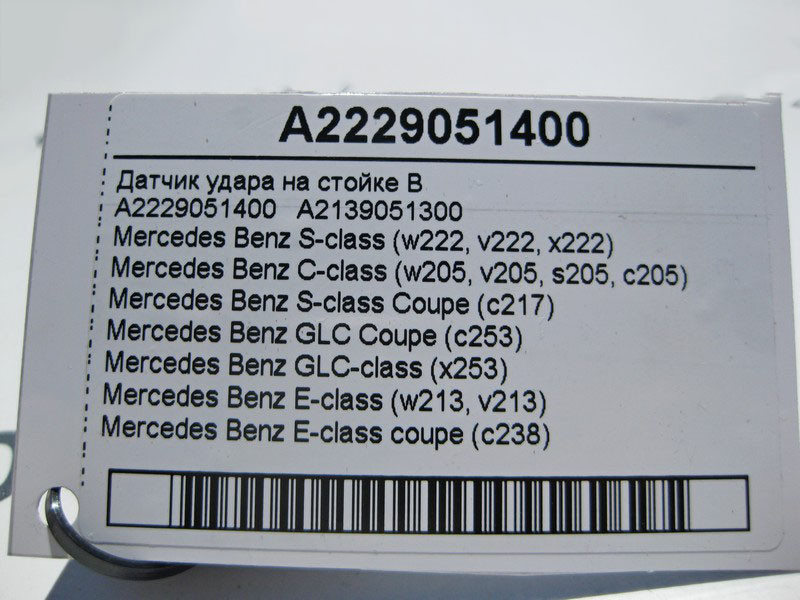 A2229051400
Датчик удара на стойке В
A2229051400 A2139051300
Mercedes Benz S-class (w222, v222, x222)
Mercedes Benz C-class (w205, v205, s205, c205)
Mercedes Benz S-class Coupe (c217)
Mercedes Benz GLC Coupe (c253)
Mercedes Benz GLC-class (x253)
Mercedes Benz E-class (w213, v213)
Mercedes Benz E-class coupe (c238)